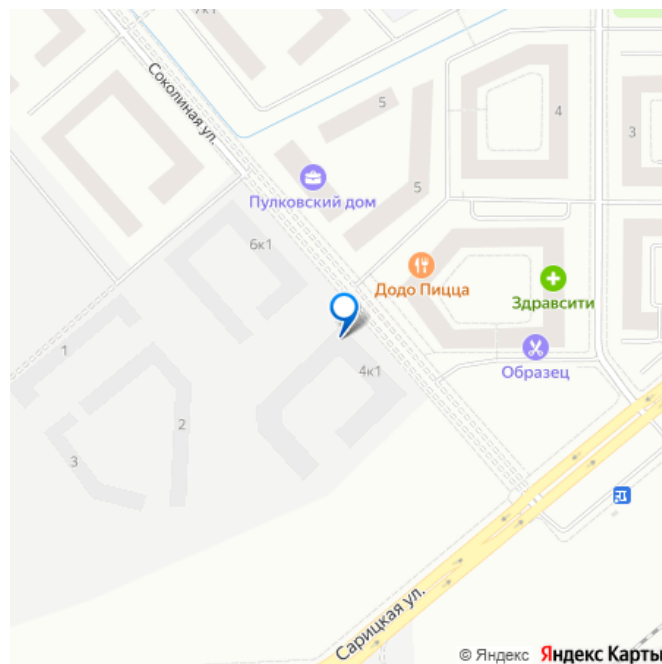 7к1
Соколиная ул.
5
4
3
Пулковский дом
5
6к1
Додо Пицца
Здравсити
1
4к1
Образец
2
3
Сарицкая ул.
© Яндекс Яндекс Карты